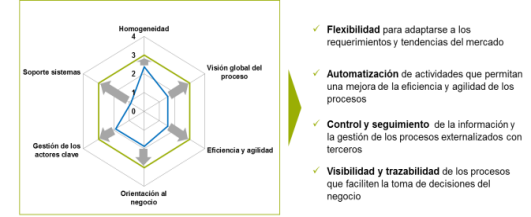 Homogeneidad
4
3
2
1
0
Visión global del
proceso
Soporte sistemas
Gestión de los
actores clave
Eficiencia y agilidad
Orientación al
negocio
✓ Flexibilidad para adaptarse a los
requerimientos y tendencias del mercado
✓ Automatización de actividades que permitan
una mejora de la eficiencia y agilidad de los
procesos
✓ Control y seguimiento de la información y
la gestión de los procesos externalizados con
terceros
✓ Visibilidad y trazabilidad de los procesos
que faciliten la toma de decisiones del
negocio